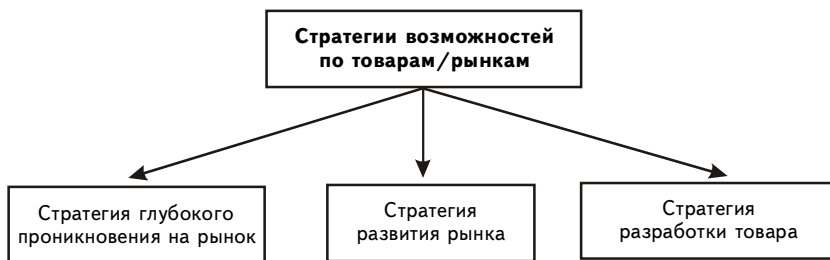 Стратегии возможностей
по товарам/рынкам
Стратегия глубокого
проникновения на рынок
Стратегия
развития рынка
Стратегия
разработки товара